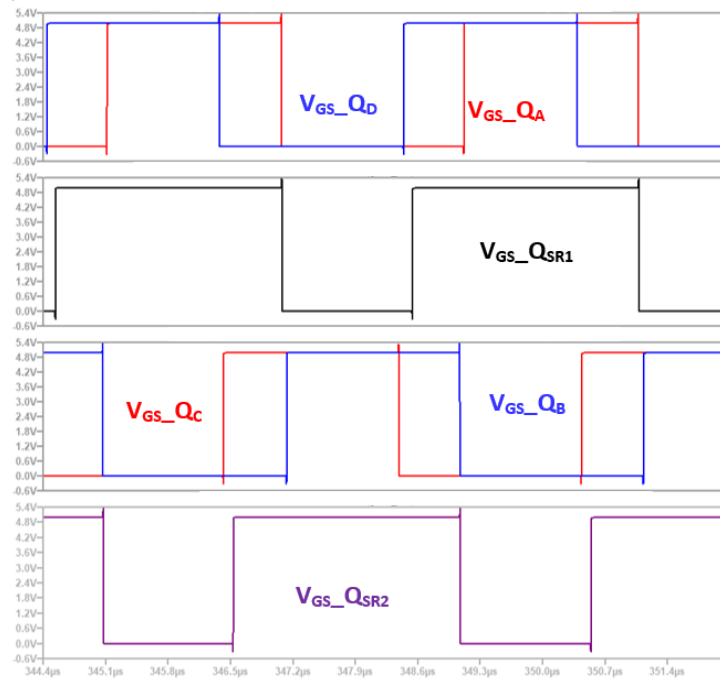 5.4V
4.8V
4.2V
3.6V
3.0V
2.4V
1.8V
1.2V
0.6V
0.0V
-0.6V
VGS_QD
VGS_QA
5.4V
4.8V
4.2V
3.6V
3.0V
2.4V
1.8V
1.2V
0.6V
0.0V
-0.6V
VGS_QSR1
5.4V
4.8V
4.2V
3.6V
3.0V
2.4V
1.8V
1.2V
0.6V
0.0V
-0.6V
VGS_QC
VGS_QB
5.4V
4.8V
4.2V
3.6V
3.0V
2.4V
1.8V
1.2V
0.6V
0.0V
-0.6V
VGS_QSR2
344.4µs 345.1µs 345.8µs 346.5µs 347.2µs 347.9µs 348.6µs 349.3µs 350.0µs 350.7µs 351.4µs